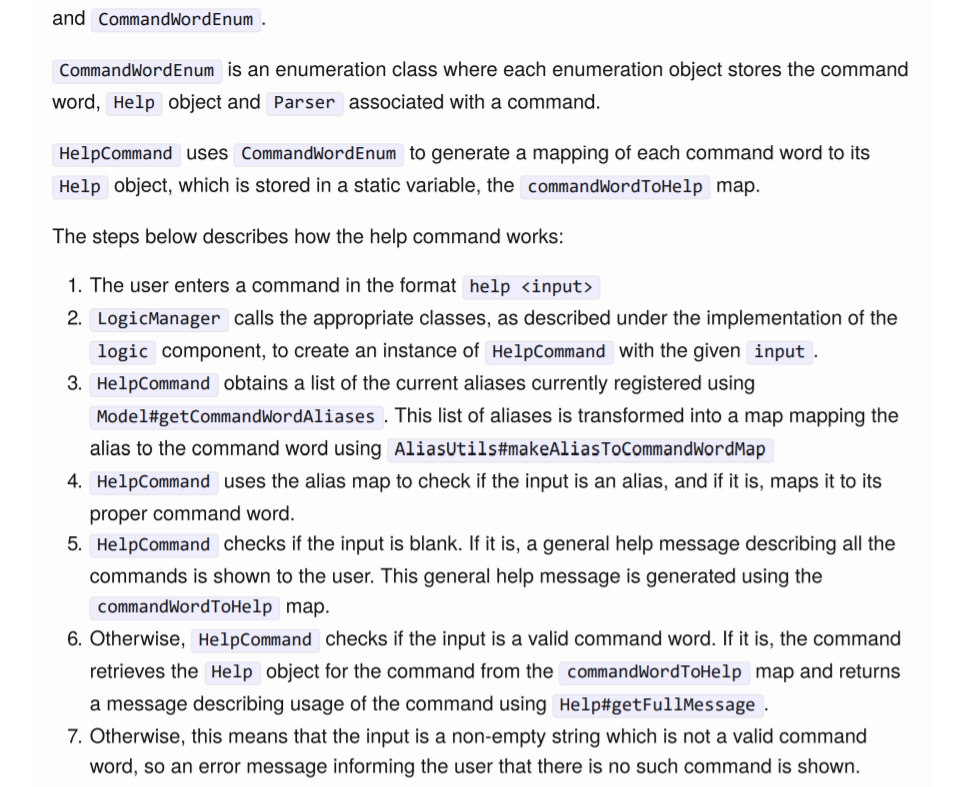 and CommandWordEnum .
CommandWordEnum is an enumeration class where each enumeration object stores the command
word, Help object and Parser associated with a command.
HelpCommand uses CommandWordEnum to generate a mapping of each command word to its
Help object, which is stored in a static variable, the commandWordToHelp map.
The steps below describes how the help command works:
1. The user enters a command in the format help <input>
2. LogicManager calls the appropriate classes, as described under the implementation of the
logic component, to create an instance of HelpCommand with the given input .
3. HelpCommand obtains a list of the current aliases currently registered using
Model#getCommandWordAliases . This list of aliases is transformed into a map mapping the
alias to the command word using AliasUtils#makeAliasToCommandWordMap
4. HelpCommand uses the alias map to check if the input is an alias, and if it is, maps it to its
proper command word.
5. HelpCommand checks if the input is blank. If it is, a general help message describing all the
commands is shown to the user. This general help message is generated using the
commandWordToHelp map.
6. Otherwise, HelpCommand checks if the input is a valid command word. If it is, the command
retrieves the Help object for the command from the commandWordToHelp map and returns
a message describing usage of the command using Help#getFullMessage .
7. Otherwise, this means that the input is a non-empty string which is not a valid command
word, so an error message informing the user that there is no such command is shown.